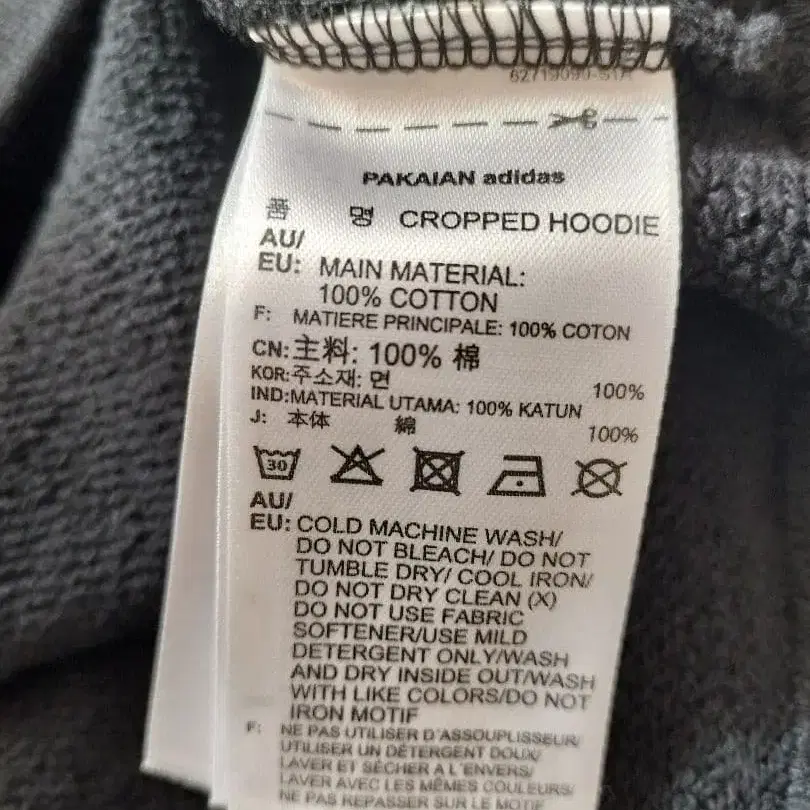 62719090-STR
PAKAIAN adidas
품 명 CROPPED HOODIE
AU/
EU: MAIN MATERIAL:
100% COTTON
F: MATIERE PRINCIPALE: 100% COTON
CN:主料: 100% 棉
KOR:주소재: 면 100%
IND:MATERIAL UTAMA: 100% KATUN
J: 本体 綿 100%
30
AU/
EU: COLD MACHINE WASH/
DO NOT BLEACH/ DO NOT
TUMBLE DRY/ COOL IRON/
DO NOT DRY CLEAN (X)
DO NOT USE FABRIC
SOFTENER/USE MILD
DETERGENT ONLY/WASH
AND DRY INSIDE OUT/WASH
WITH LIKE COLORS/DO NOT
IRON MOTIF
F: NE PAS UTILISER D'ASSOUPLISSEUR/
UTILISER UN DÉTERGENT DOUX/
LAVER ET SÉCHER A L'ENVERS/
LAVER AVEC LES MÊMES COULEURS/
NE PAS REPASSER SUR LE MOTIF